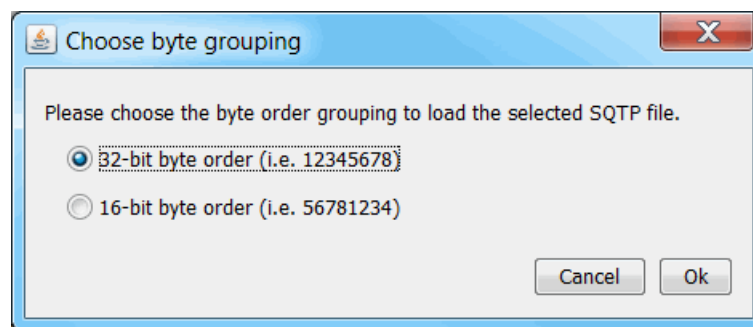 Choose byte grouping
Please choose the byte order grouping to load the selected SQTP file.
32-bit byte order (i.e. 12345678)
16-bit byte order (i.e. 56781234)
Cancel Ok